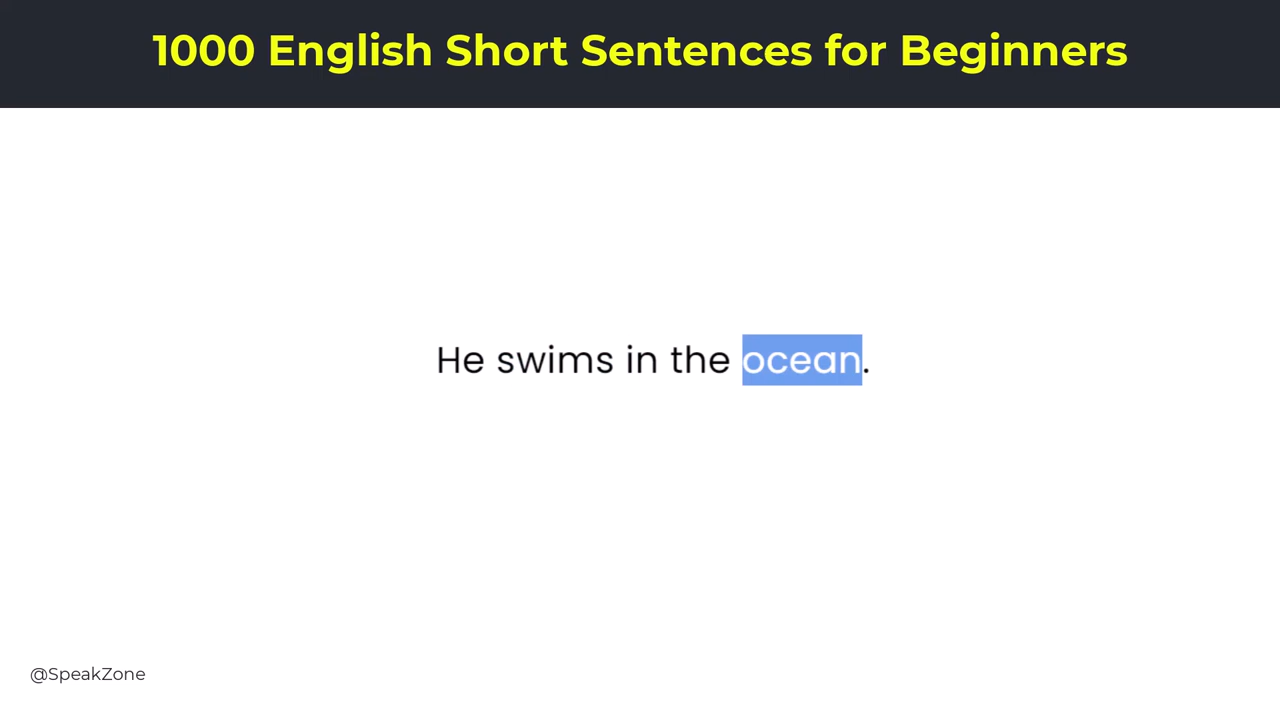 1000 English Short Sentences for Beginners
He swims in the ocean.
@SpeakZone